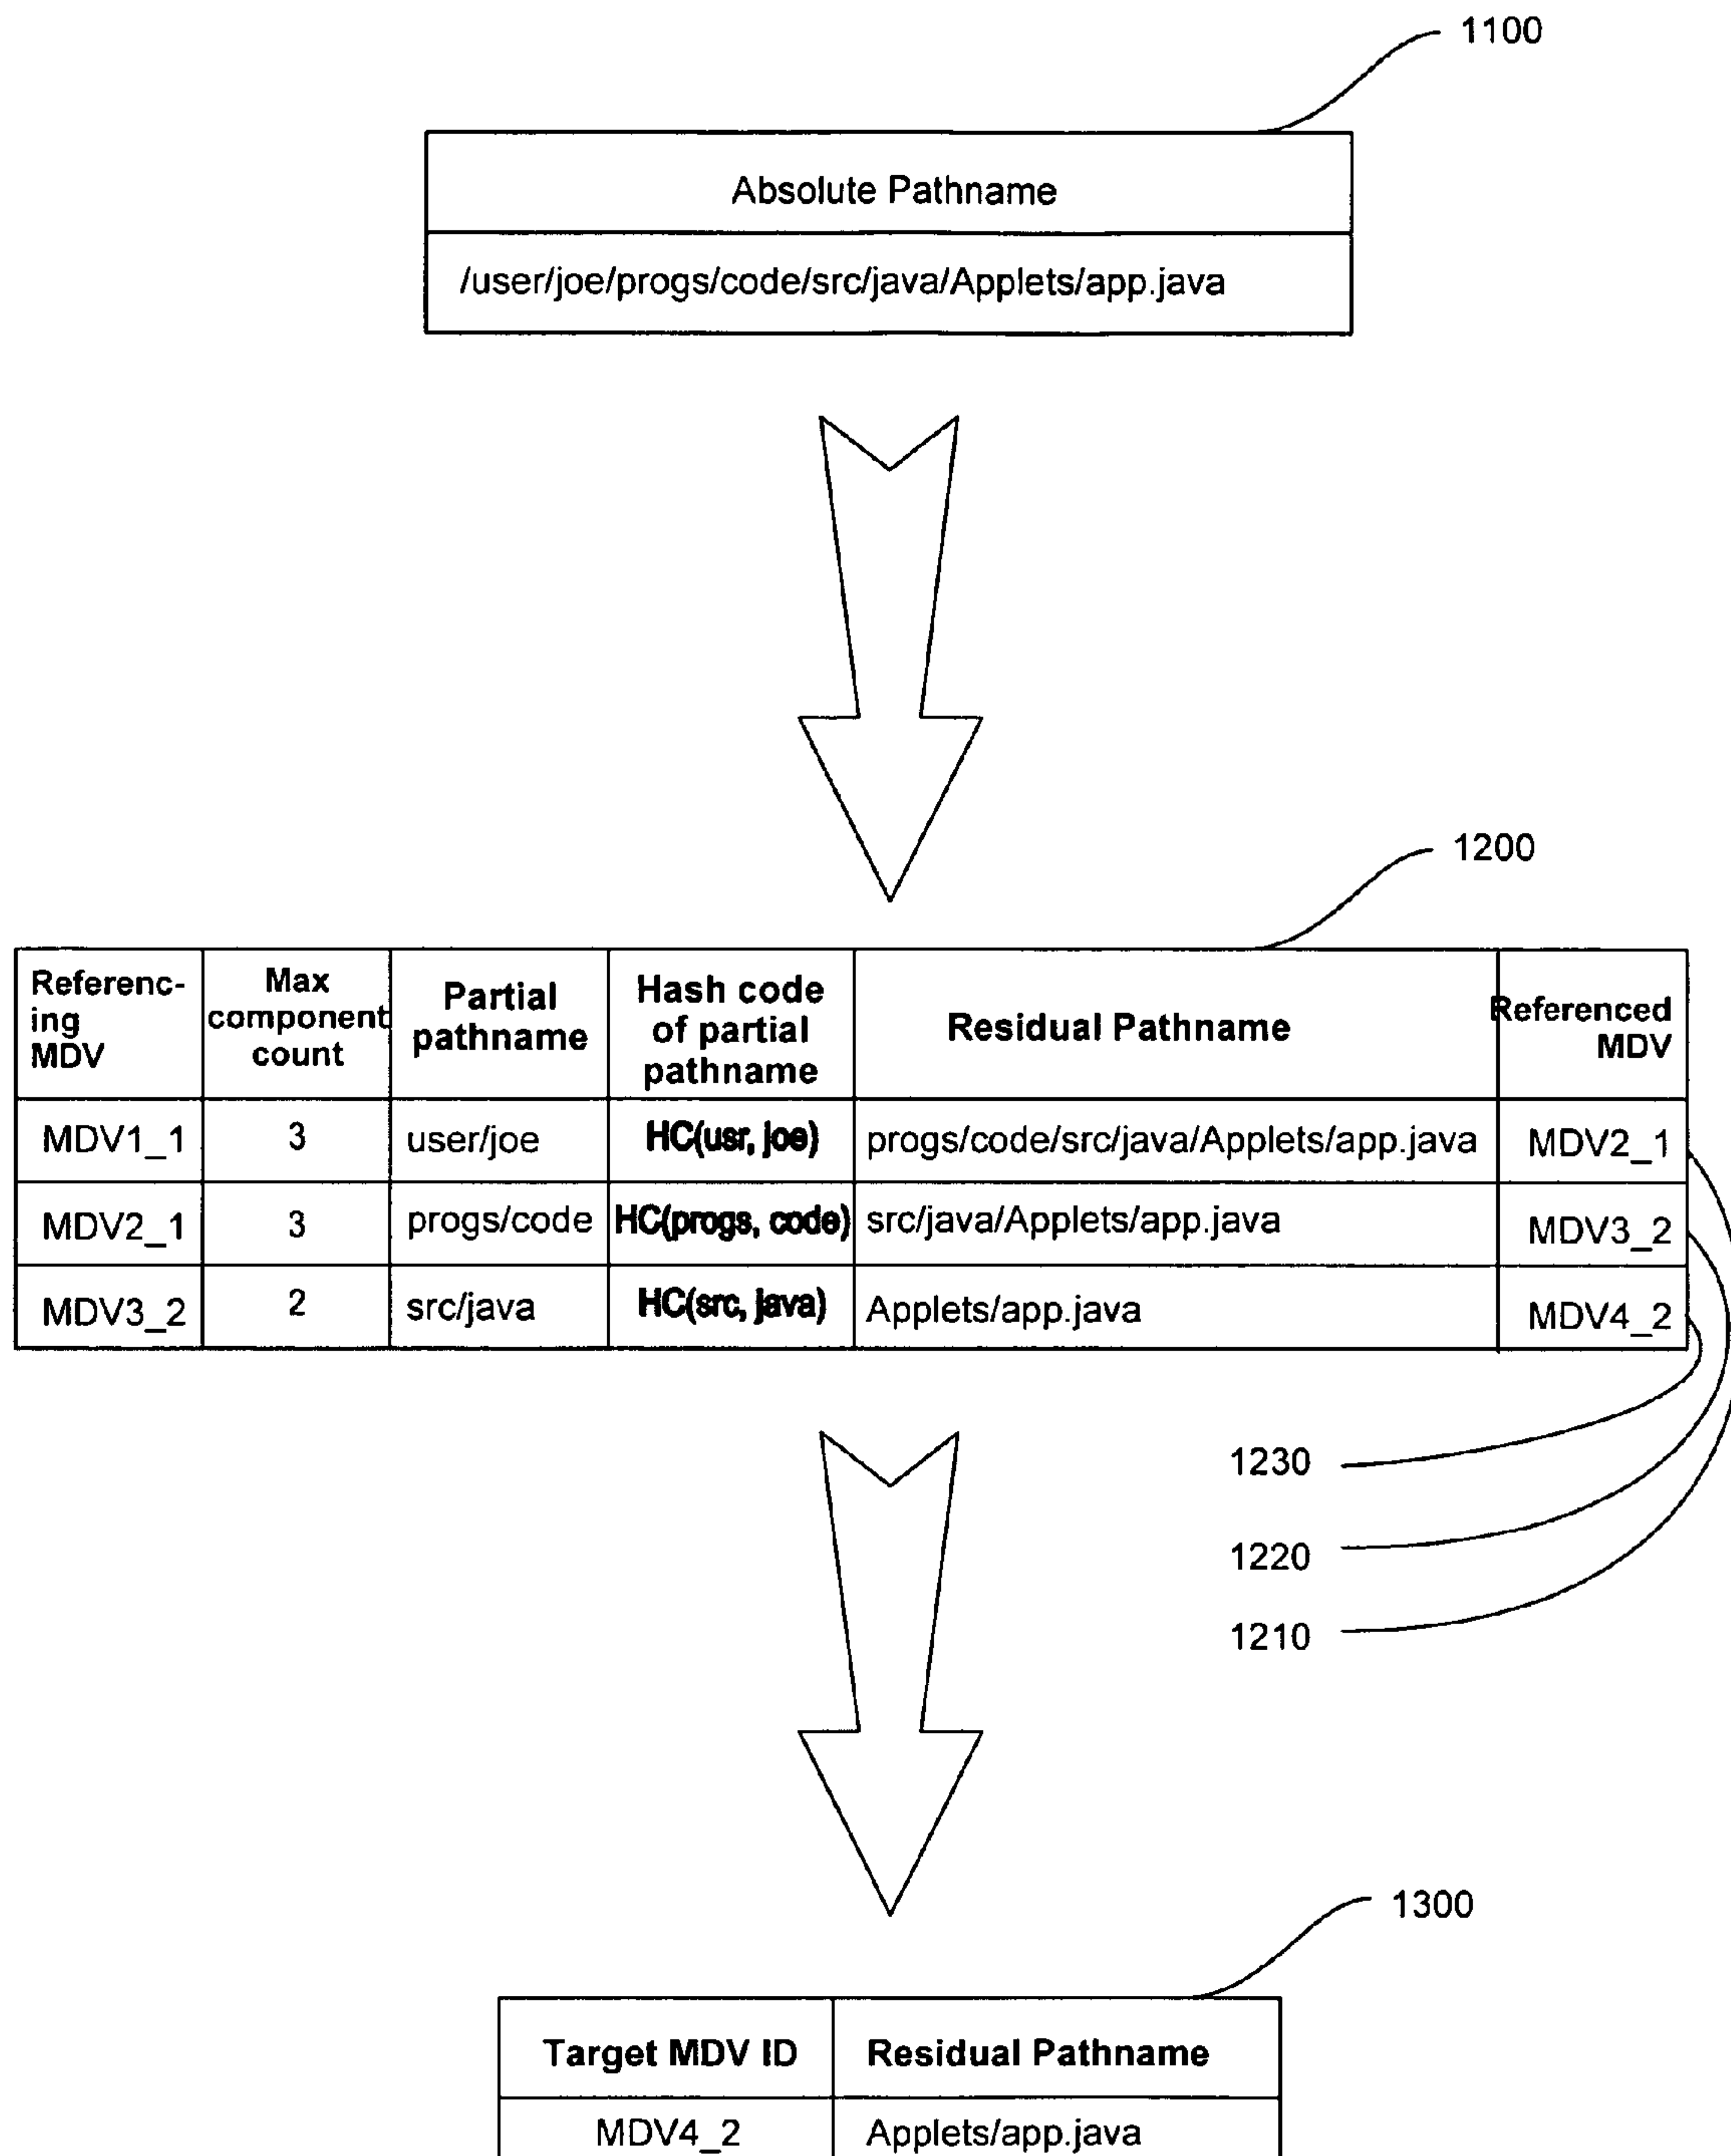 1100
Absolute Pathname
/user/joe/progs/code/src/java/Applets/app.java
1200
Referenc-
ing
MDV
Max
component
count
Partial
pathname
Hash code
of partial
pathname
Residual Pathname
Referenced
MDV
MDV1_1 3 user/joe HC(usr, joe) progs/code/src/java/Applets/app.java MDV2_1
MDV2_1 3 progs/code HC(progs, code) src/java/Applets/app.java MDV3_2
MDV3_2 2 src/java HC(src, java) Applets/app.java MDV4_2
1230
1220
1210
1300
Target MDV ID Residual Pathname
MDV4_2 Applets/app.java